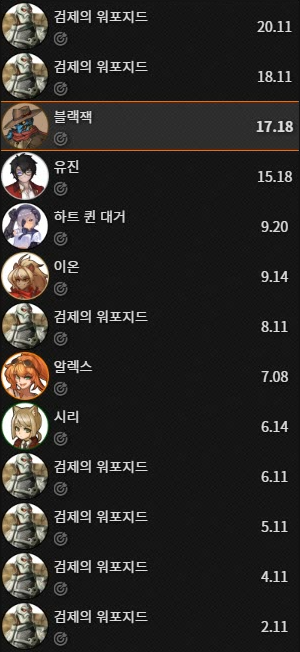 검제의 워포지드
20.11
검제의 워포지드
18.11
블랙잭
17.18
유진
15.18
하트 퀸 대거
9.20
이온
9.14
검제의 워포지드
8.11
알렉스
7.08
시리
6.14
검제의 워포지드
6.11
검제의 워포지드
5.11
검제의 워포지드
4.11
검제의 워포지드
2.11